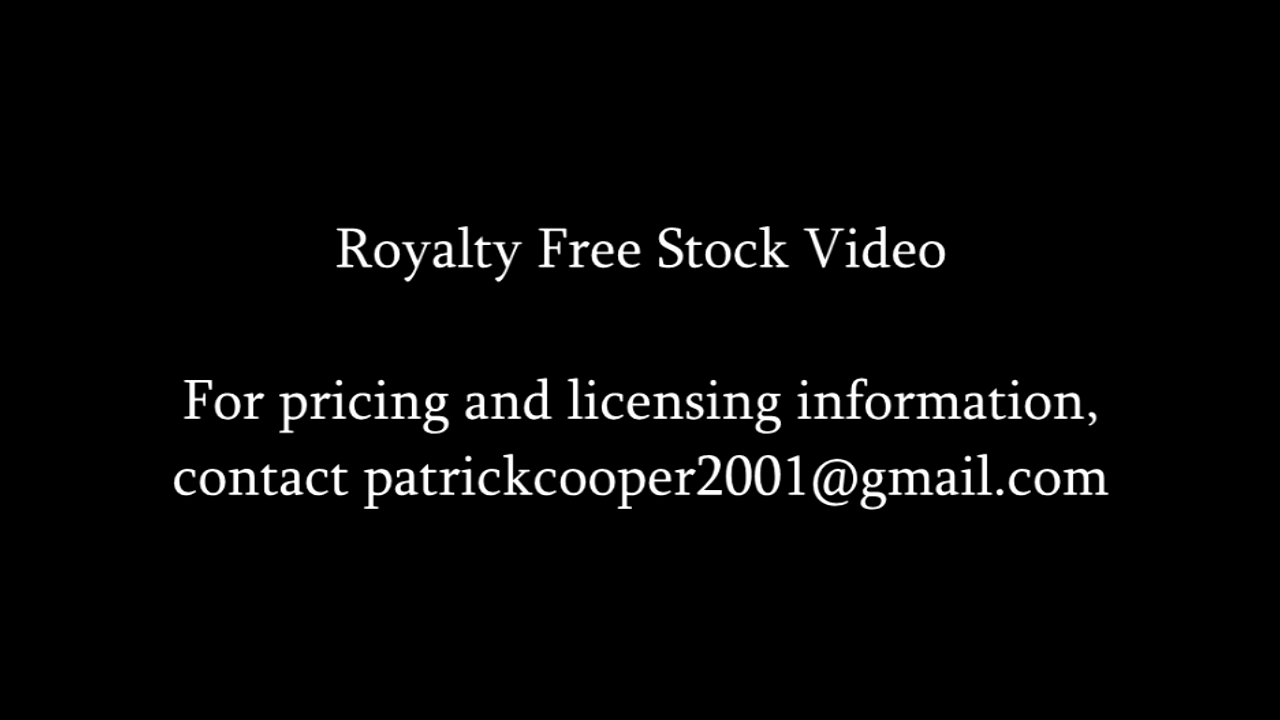 Royalty Free Stock Video
For pricing and licensing information,
contact patrickcooper2001@gmail.com